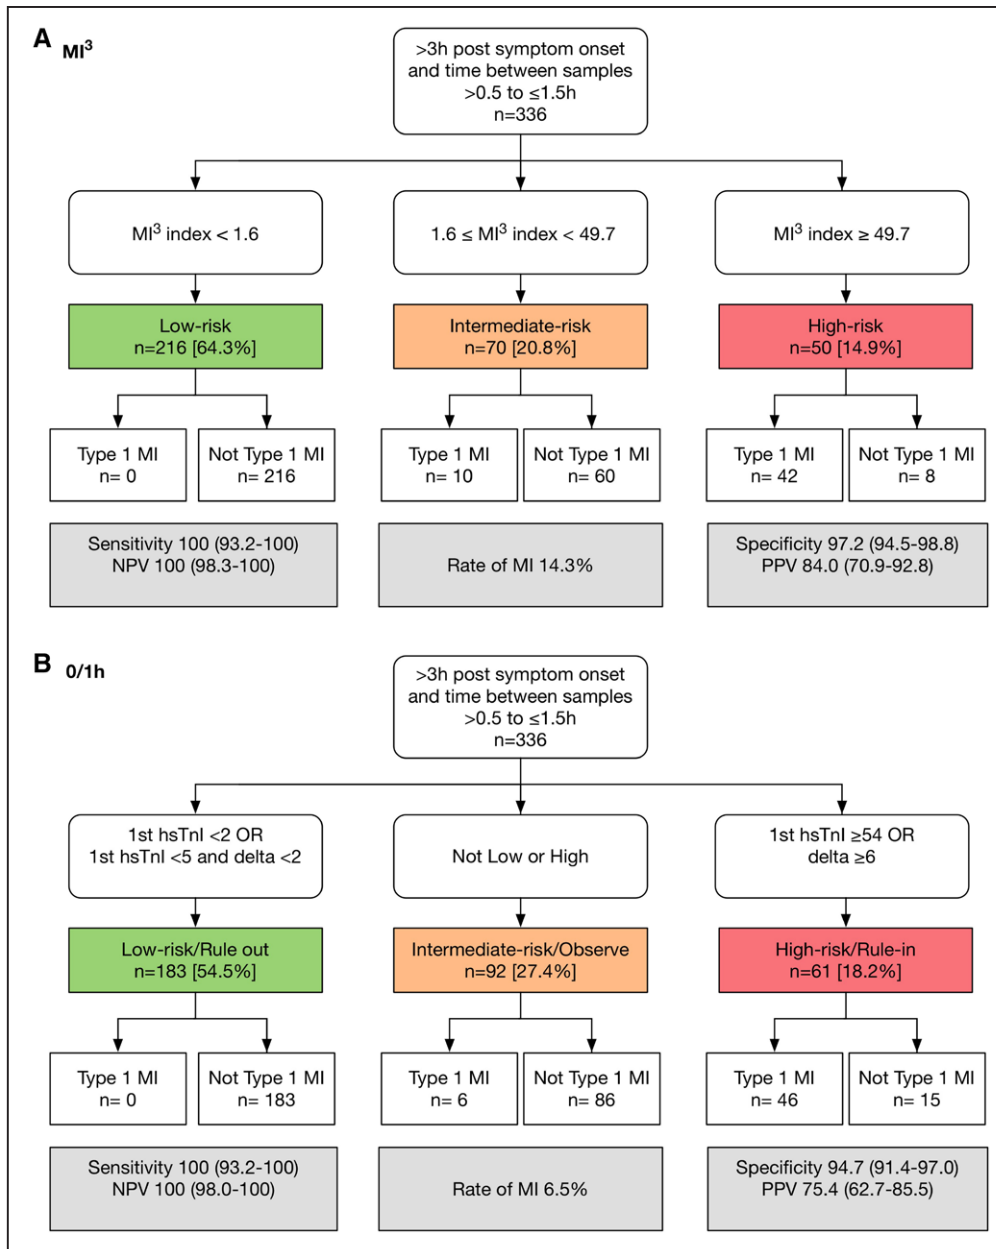 A MI³
>3h post symptom onset
and time between samples
>0.5 to ≤1.5h
n=336
MI³ index < 1.6
1.6 ≤ MI³ index < 49.7
MI³ index ≥ 49.7
Low-risk
n=216 [64.3%]
Intermediate-risk
n=70 [20.8%]
High-risk
n=50 [14.9%]
Type 1 MI
n= 0
Not Type 1 MI
n= 216
Type 1 MI
n= 10
Not Type 1 MI
n= 60
Type 1 MI
n= 42
Not Type 1 MI
n= 8
Sensitivity 100 (93.2-100)
NPV 100 (98.3-100)
Rate of MI 14.3%
Specificity 97.2 (94.5-98.8)
PPV 84.0 (70.9-92.8)
B 0/1h
>3h post symptom onset
and time between samples
>0.5 to ≤1.5h
n=336
1st hsTnI <2 OR
1st hsTnI <5 and delta <2
Not Low or High
1st hsTnI ≥54 OR
delta ≥6
Low-risk/Rule out
n=183 [54.5%]
Intermediate-risk/Observe
n=92 [27.4%]
High-risk/Rule-in
n=61 [18.2%]
Type 1 MI
n= 0
Not Type 1 MI
n= 183
Type 1 MI
n= 6
Not Type 1 MI
n= 86
Type 1 MI
n= 46
Not Type 1 MI
n= 15
Sensitivity 100 (93.2-100)
NPV 100 (98.0-100)
Rate of MI 6.5%
Specificity 94.7 (91.4-97.0)
PPV 75.4 (62.7-85.5)